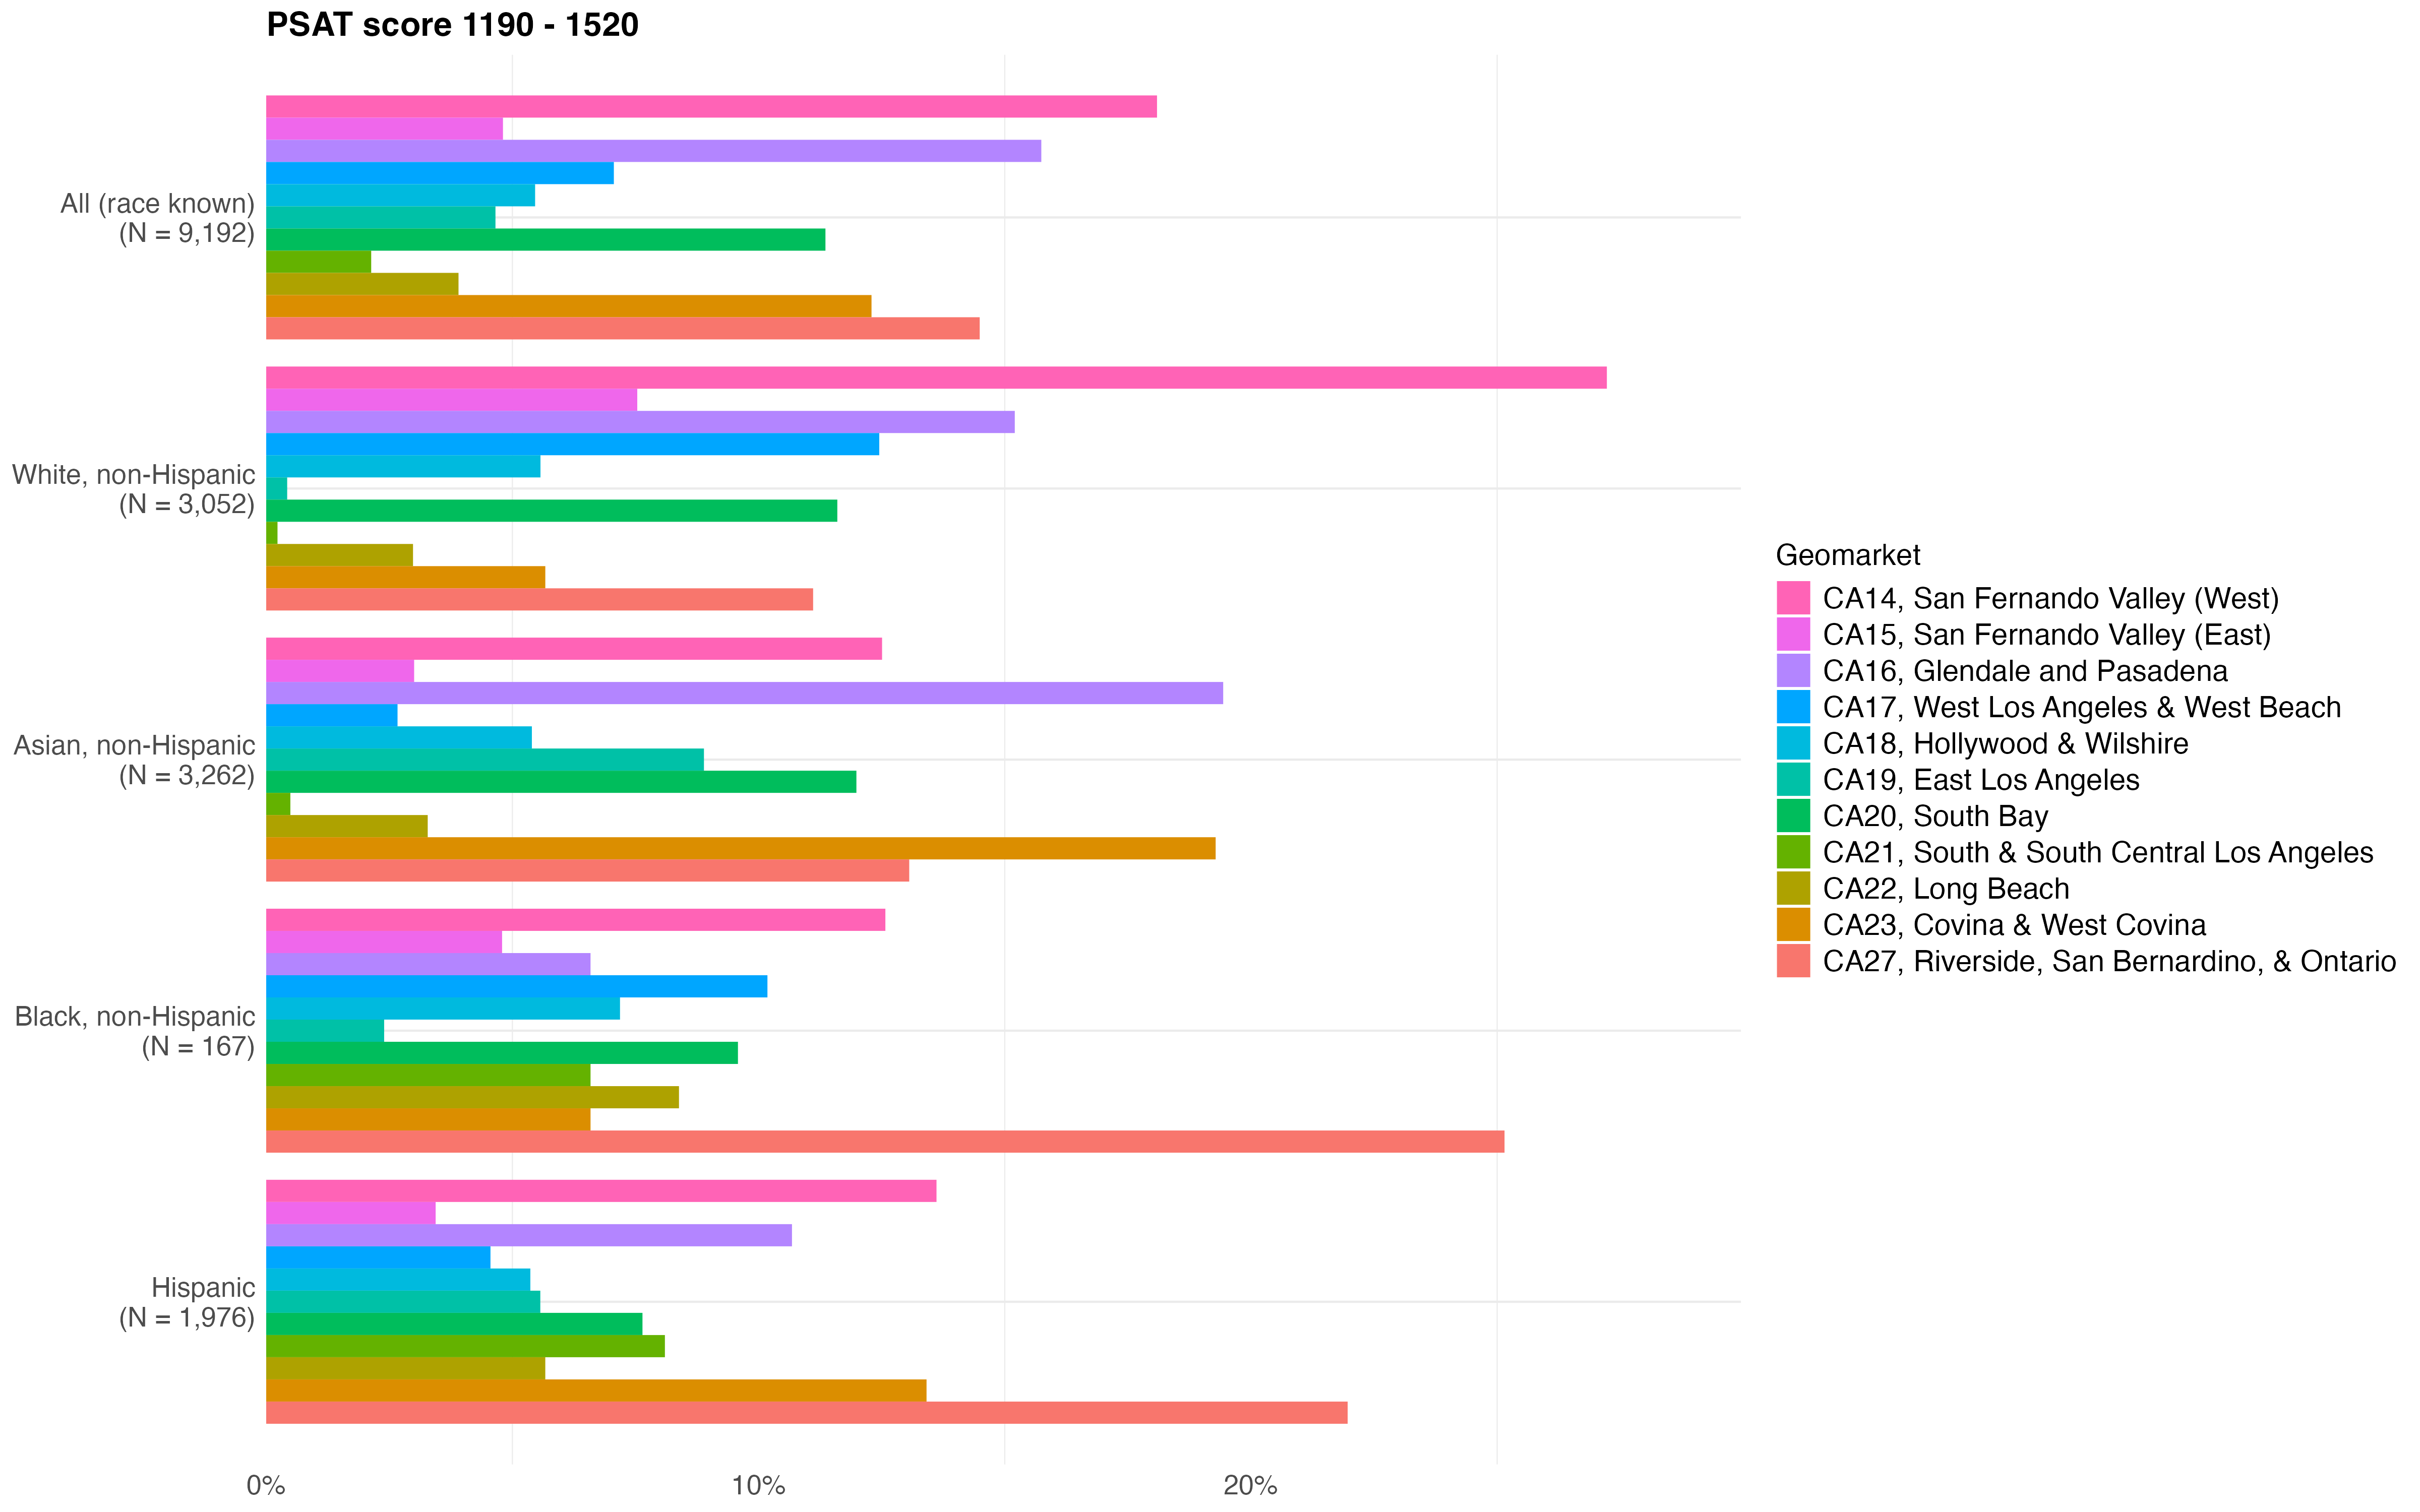 PSAT score 1190 - 1520
All (race known)
(N = 9,192)
White, non-Hispanic
(N = 3,052)
Asian, non-Hispanic
(N = 3,262)
Black, non-Hispanic
(N = 167)
Hispanic
(N = 1,976)
0%
10%
20%
Geomarket
CA14, San Fernando Valley (West)
CA15, San Fernando Valley (East)
CA16, Glendale and Pasadena
CA17, West Los Angeles & West Beach
CA18, Hollywood & Wilshire
CA19, East Los Angeles
CA20, South Bay
CA21, South & South Central Los Angeles
CA22, Long Beach
CA23, Covina & West Covina
CA27, Riverside, San Bernardino, & Ontario